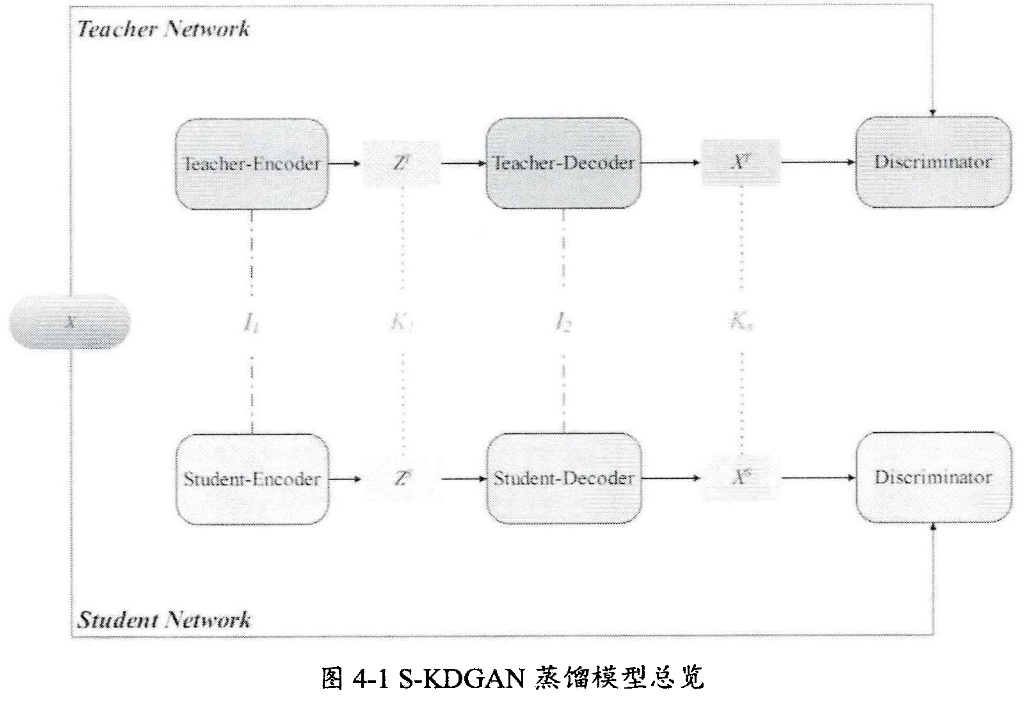 Teacher Network
Teacher-Encoder Z^T Teacher-Decoder X^T Discriminator
x I_1 K_1 I_2 K_x
Student-Encoder Z^S Student-Decoder X^S Discriminator
Student Network
图 4-1 S-KDGAN 蒸馏模型总览